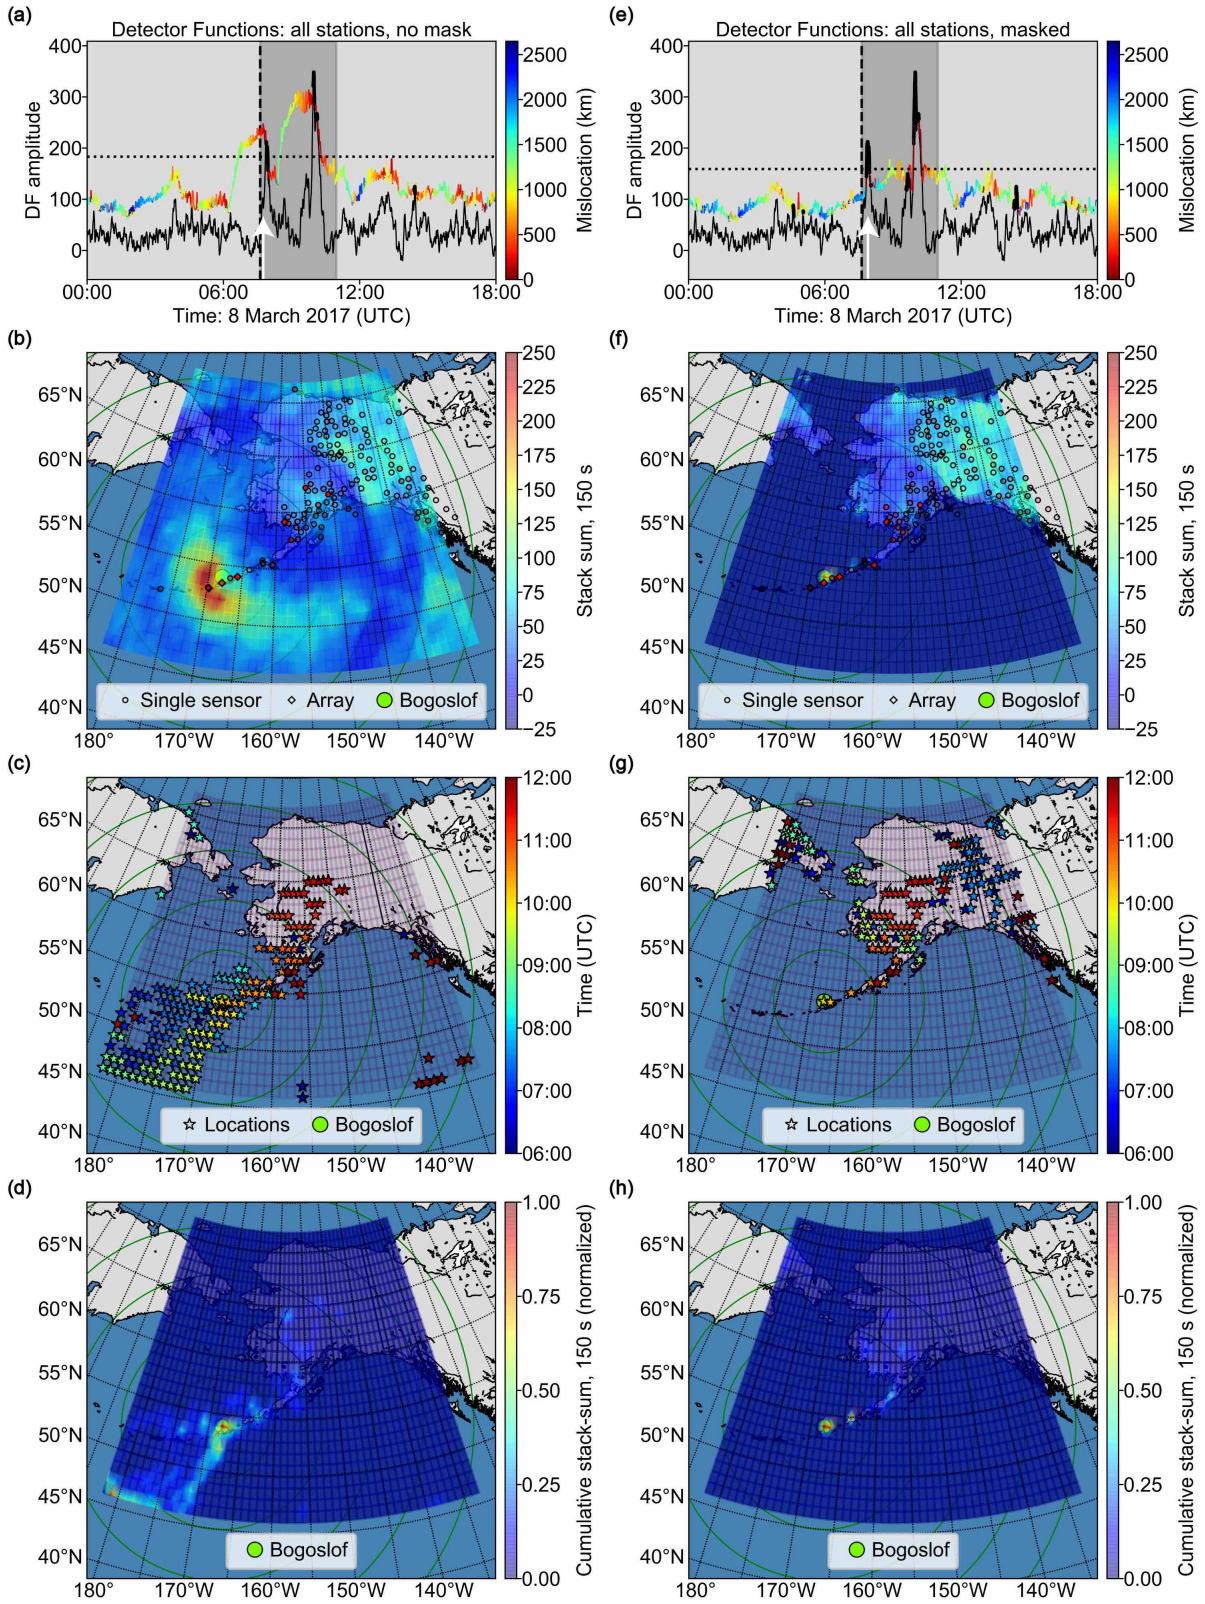 (a)
Detector Functions: all stations, no mask
DF amplitude
400
300
200
100
0
00:00 06:00 12:00 18:00
Time: 8 March 2017 (UTC)
2500
2000
1500
1000
500
0
Mislocation (km)
(e)
Detector Functions: all stations, masked
DF amplitude
400
300
200
100
0
00:00 06:00 12:00 18:00
Time: 8 March 2017 (UTC)
2500
2000
1500
1000
500
0
Mislocation (km)
(b)
65°N
60°N
55°N
50°N
45°N
40°N
180° 170°W 160°W 150°W 140°W
Single sensor Array Bogoslof
250
225
200
175
150
125
100
75
50
25
0
−25
Stack sum, 150 s
(f)
65°N
60°N
55°N
50°N
45°N
40°N
180° 170°W 160°W 150°W 140°W
Single sensor Array Bogoslof
250
225
200
175
150
125
100
75
50
25
0
−25
Stack sum, 150 s
(c)
65°N
60°N
55°N
50°N
45°N
40°N
180° 170°W 160°W 150°W 140°W
Locations Bogoslof
12:00
11:00
10:00
09:00
08:00
07:00
06:00
Time (UTC)
(g)
65°N
60°N
55°N
50°N
45°N
40°N
180° 170°W 160°W 150°W 140°W
Locations Bogoslof
12:00
11:00
10:00
09:00
08:00
07:00
06:00
Time (UTC)
(d)
65°N
60°N
55°N
50°N
45°N
40°N
180° 170°W 160°W 150°W 140°W
Bogoslof
1.00
0.75
0.50
0.25
0.00
Cumulative stack-sum, 150 s (normalized)
(h)
65°N
60°N
55°N
50°N
45°N
40°N
180° 170°W 160°W 150°W 140°W
Bogoslof
1.00
0.75
0.50
0.25
0.00
Cumulative stack-sum, 150 s (normalized)